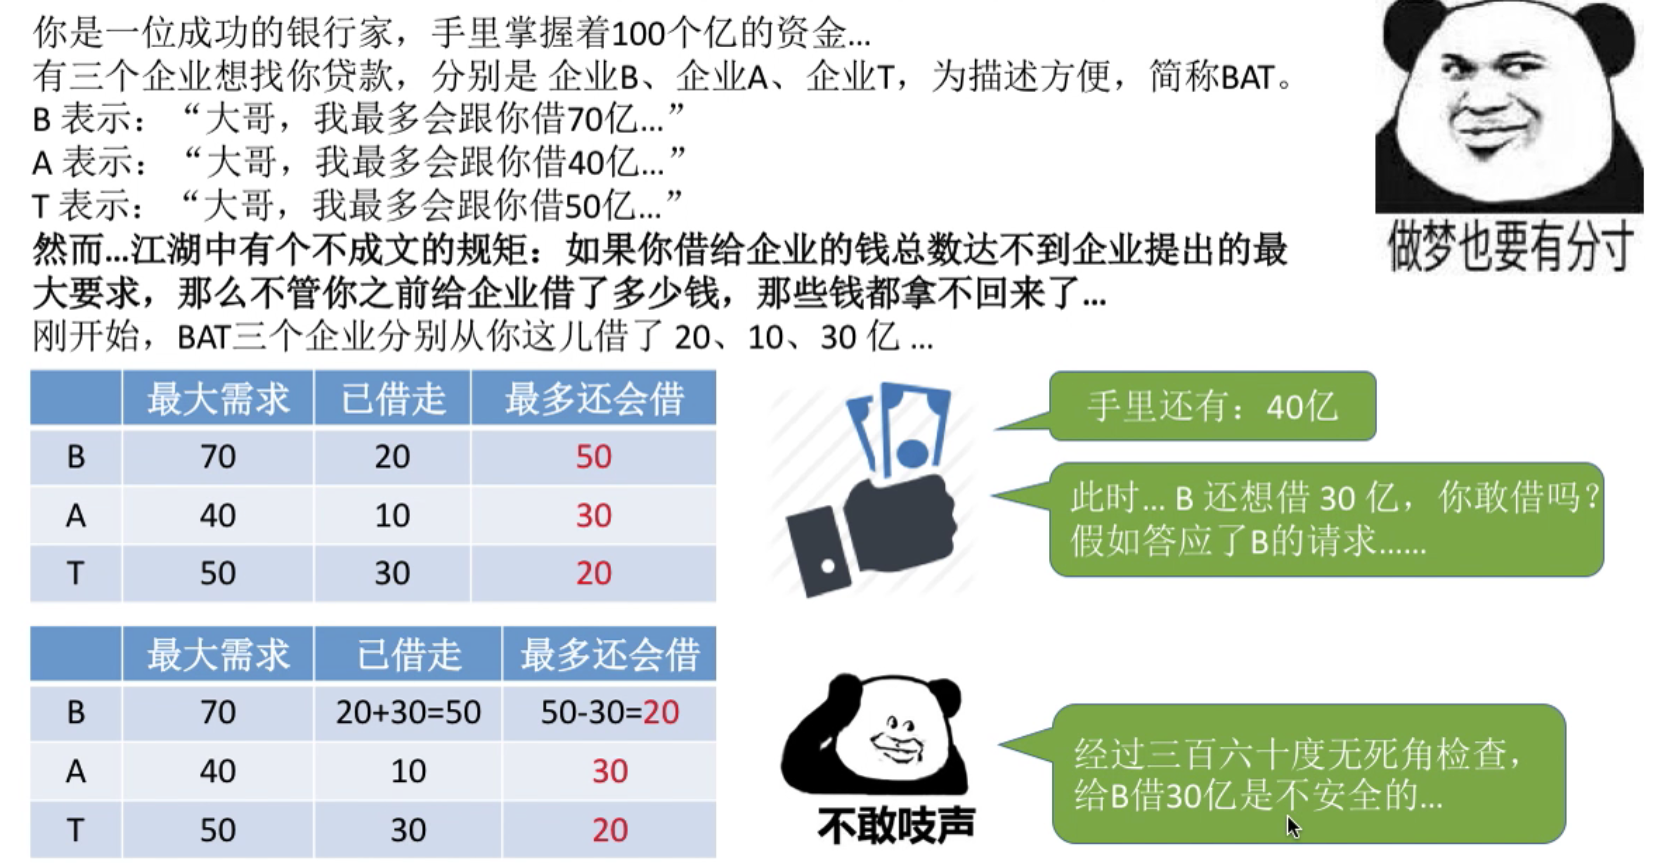 你是一位成功的银行家，手里掌握着100个亿的资金...
有三个企业想找你贷款，分别是 企业B、企业A、企业T，为描述方便，简称BAT。
B 表示：“大哥，我最多会跟你借70亿...”
A 表示：“大哥，我最多会跟你借40亿...”
T 表示：“大哥，我最多会跟你借50亿...”
然而...江湖中有个不成文的规矩：如果你借给企业的钱总数达不到企业提出的最
大要求，那么不管你之前给企业借了多少钱，那些钱都拿不回来了...
刚开始，BAT三个企业分别从你这儿借了 20、10、30 亿 ...
做梦也要有分寸
最大需求 已借走 最多还会借
B 70 20 50
A 40 10 30
T 50 30 20
手里还有：40亿
此时... B 还想借 30 亿，你敢借吗？
假如答应了B的请求......
最大需求 已借走 最多还会借
B 70 20+30=50 50-30=20
A 40 10 30
T 50 30 20
不敢吱声
经过三百六十度无死角检查，
给B借30亿是不安全的...